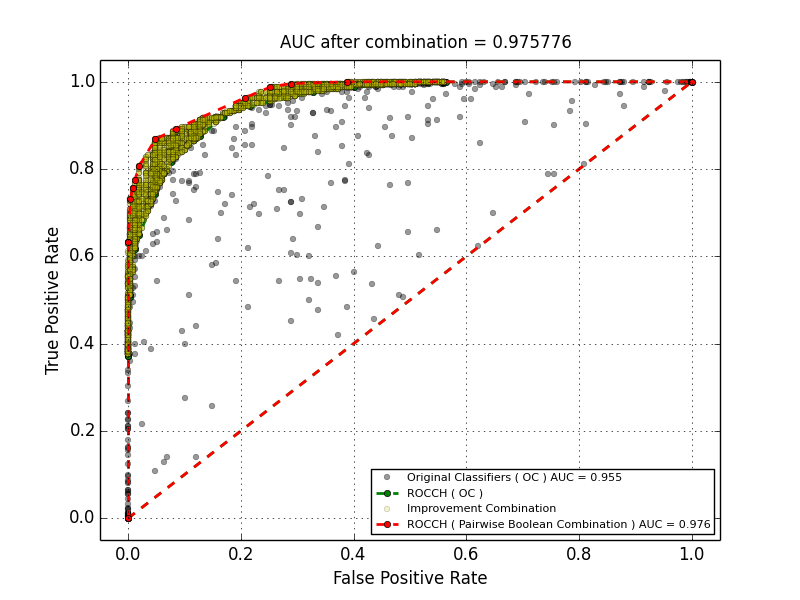 AUC after combination = 0.975776
1.0
0.8
0.6
0.4
0.2
0.0
True Positive Rate
Original Classifiers ( OC ) AUC = 0.955
ROCCH ( OC )
Improvement Combination
ROCCH ( Pairwise Boolean Combination ) AUC = 0.976
0.0 0.2 0.4 0.6 0.8 1.0
False Positive Rate